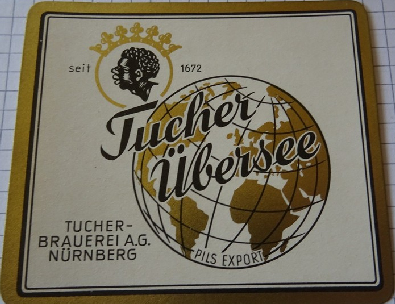 seit 1672
Tucher
Übersee
TUCHER-
BRAUEREI A.G.
NÜRNBERG
PILS EXPORT